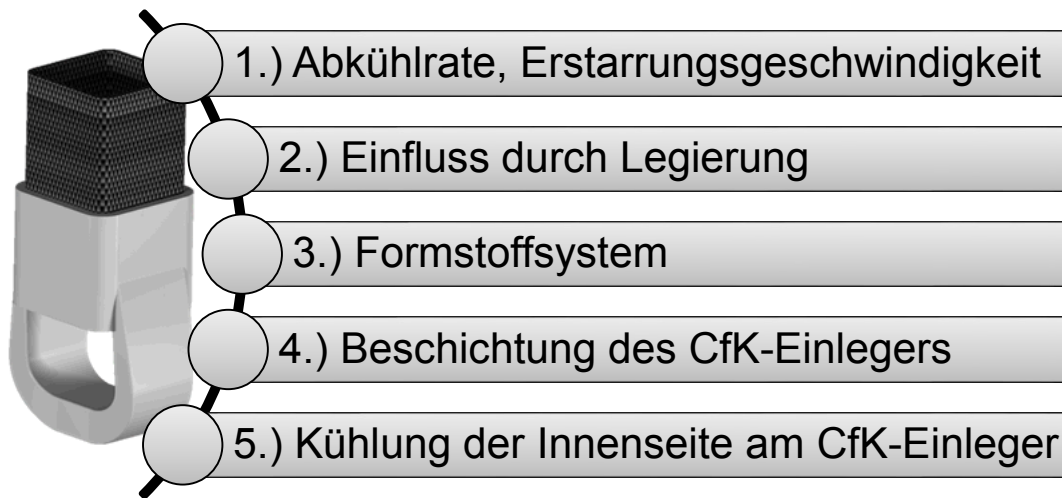 1.) Abkühlrate, Erstarrungsgeschwindigkeit
2.) Einfluss durch Legierung
3.) Formstoffsystem
4.) Beschichtung des CfK-Einlegers
5.) Kühlung der Innenseite am CfK-Einleger